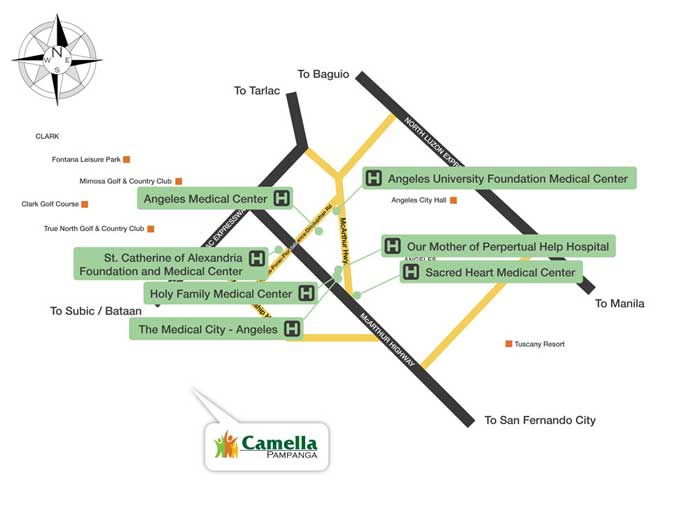 N
W E
S
To Baguio
To Tarlac
NORTH LUZON EXPRE
CLARK
Fontana Leisure Park
Mimosa Golf & Country Club
Angeles University Foundation Medical Center
Angeles Medical Center
Clark Golf Course
Angeles City Hall
True North Golf & Country Club
McArthur Hwy.
Our Mother of Perpertual Help Hospital
St. Catherine of Alexandria
Foundation and Medical Center
ANGELES
Sacred Heart Medical Center
Holy Family Medical Center
To Manila
To Subic / Bataan
The Medical City - Angeles
McARTHUR HIGHWAY
Tuscany Resort
To San Fernando City
Camella
PAMPANGA
H
H
H
H
H
H
H